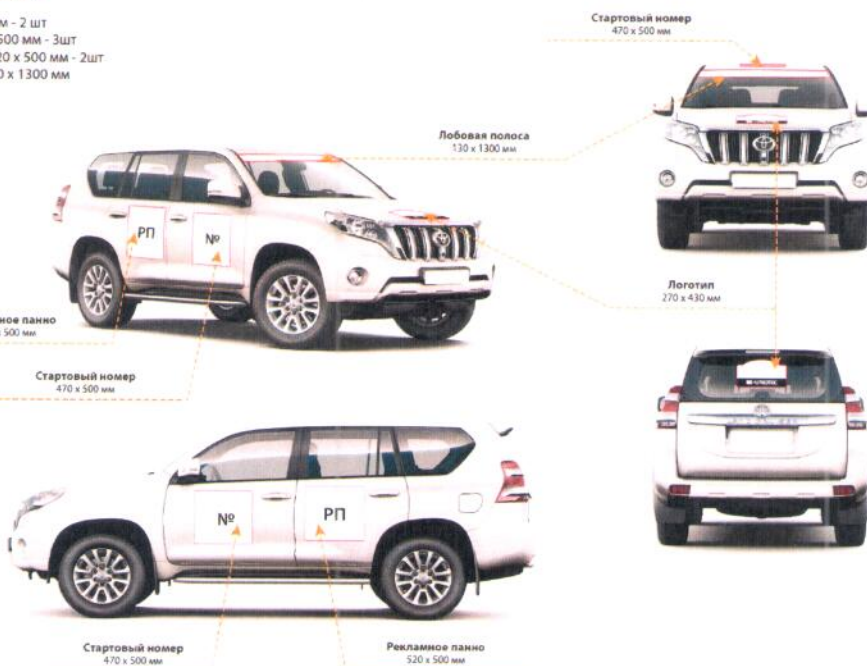 м - 2 шт
500 мм - 3шт
20 x 500 мм - 2шт
0 x 1300 мм
Стартовый номер
470 x 500 мм
Лобовая полоса
130 x 1300 мм
РП
№
Логотип
270 x 430 мм
ное панно
x 500 мм
Стартовый номер
470 x 500 мм
№
РП
Стартовый номер
470 x 500 мм
Рекламное панно
520 x 500 мм